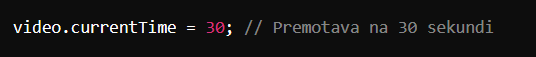 video.currentTime = 30; // Premotava na 30 sekundi